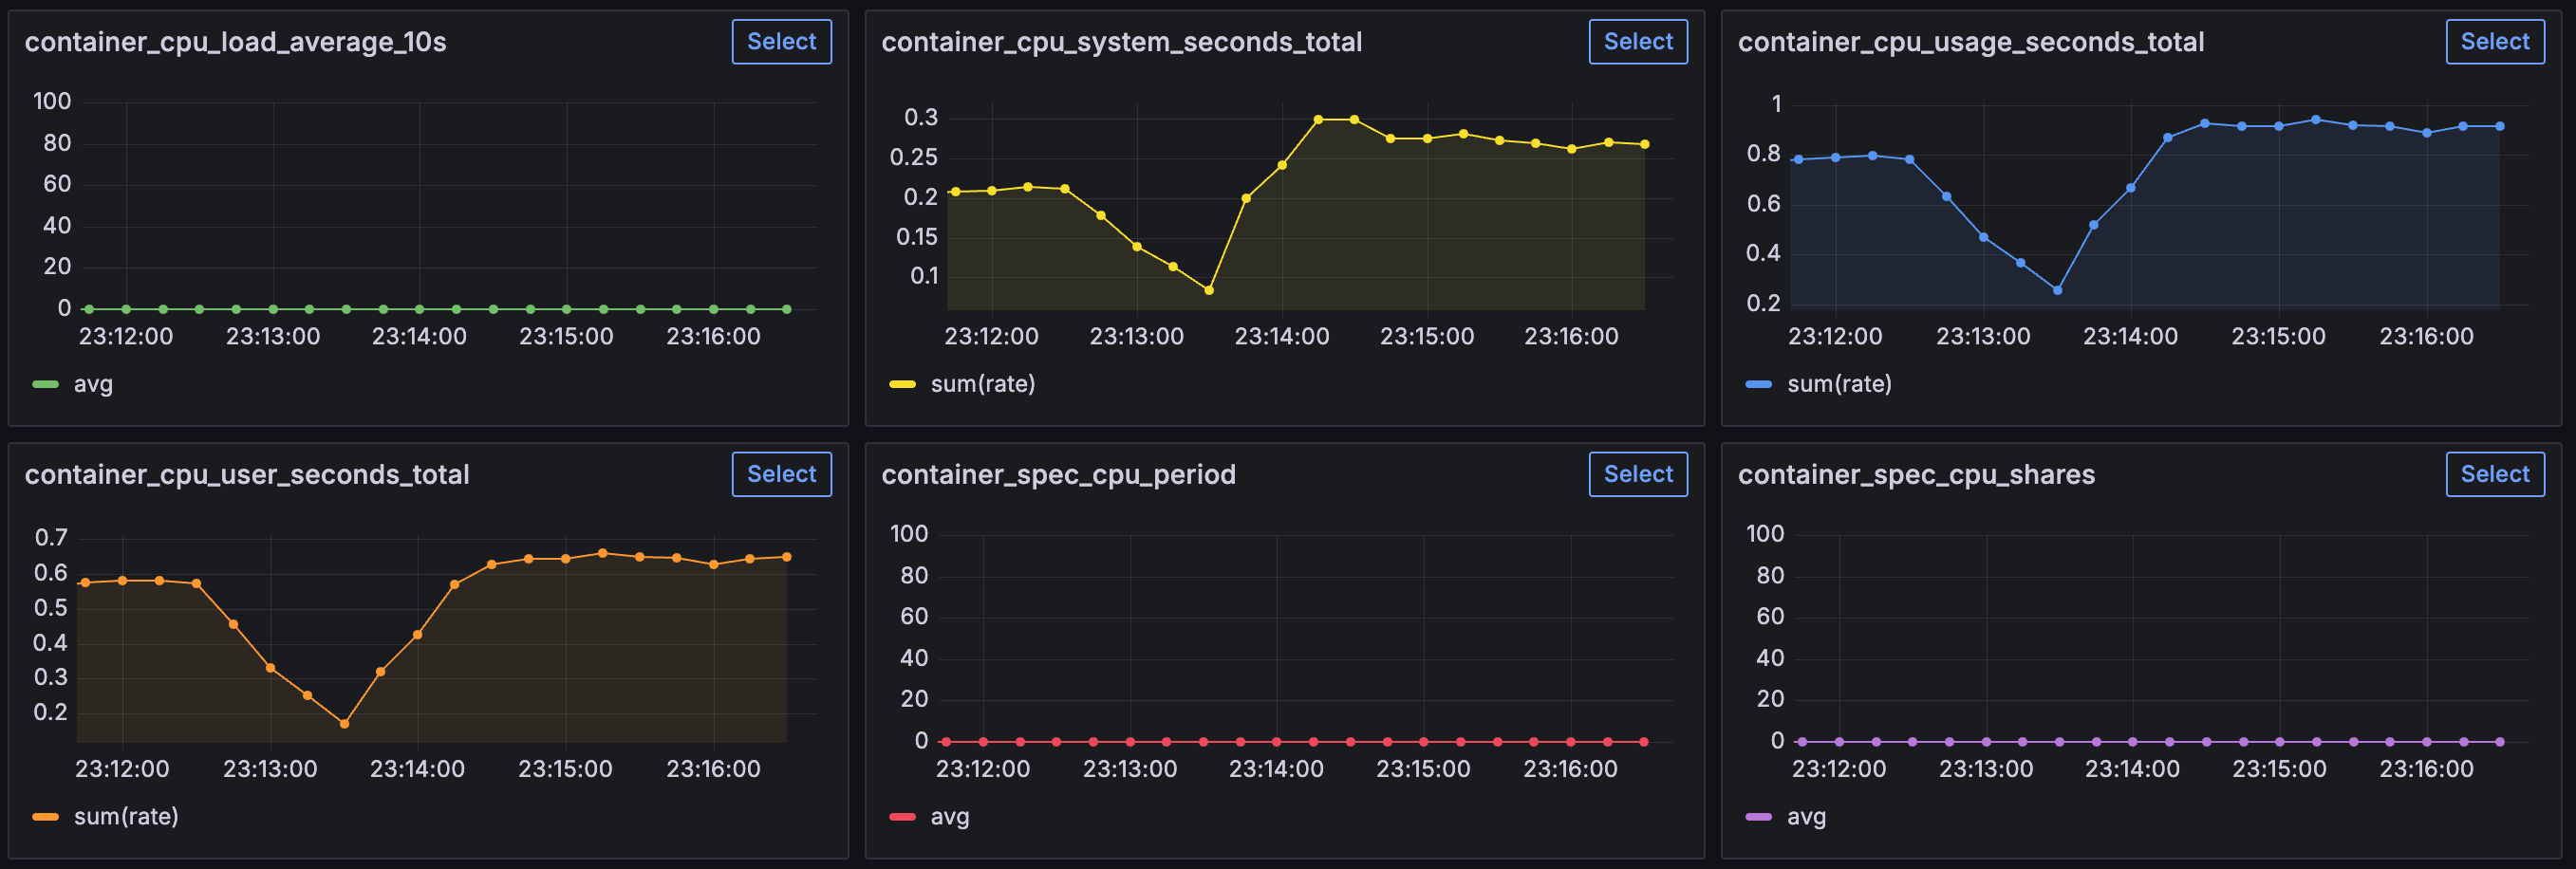 container_cpu_load_average_10s
Select
100
80
60
40
20
0
23:12:00 23:13:00 23:14:00 23:15:00 23:16:00
avg
container_cpu_system_seconds_total
Select
0.3
0.25
0.2
0.15
0.1
23:12:00 23:13:00 23:14:00 23:15:00 23:16:00
sum(rate)
container_cpu_usage_seconds_total
Select
1
0.8
0.6
0.4
0.2
23:12:00 23:13:00 23:14:00 23:15:00 23:16:00
sum(rate)
container_cpu_user_seconds_total
Select
0.7
0.6
0.5
0.4
0.3
0.2
23:12:00 23:13:00 23:14:00 23:15:00 23:16:00
sum(rate)
container_spec_cpu_period
Select
100
80
60
40
20
0
23:12:00 23:13:00 23:14:00 23:15:00 23:16:00
avg
container_spec_cpu_shares
Select
100
80
60
40
20
0
23:12:00 23:13:00 23:14:00 23:15:00 23:16:00
avg